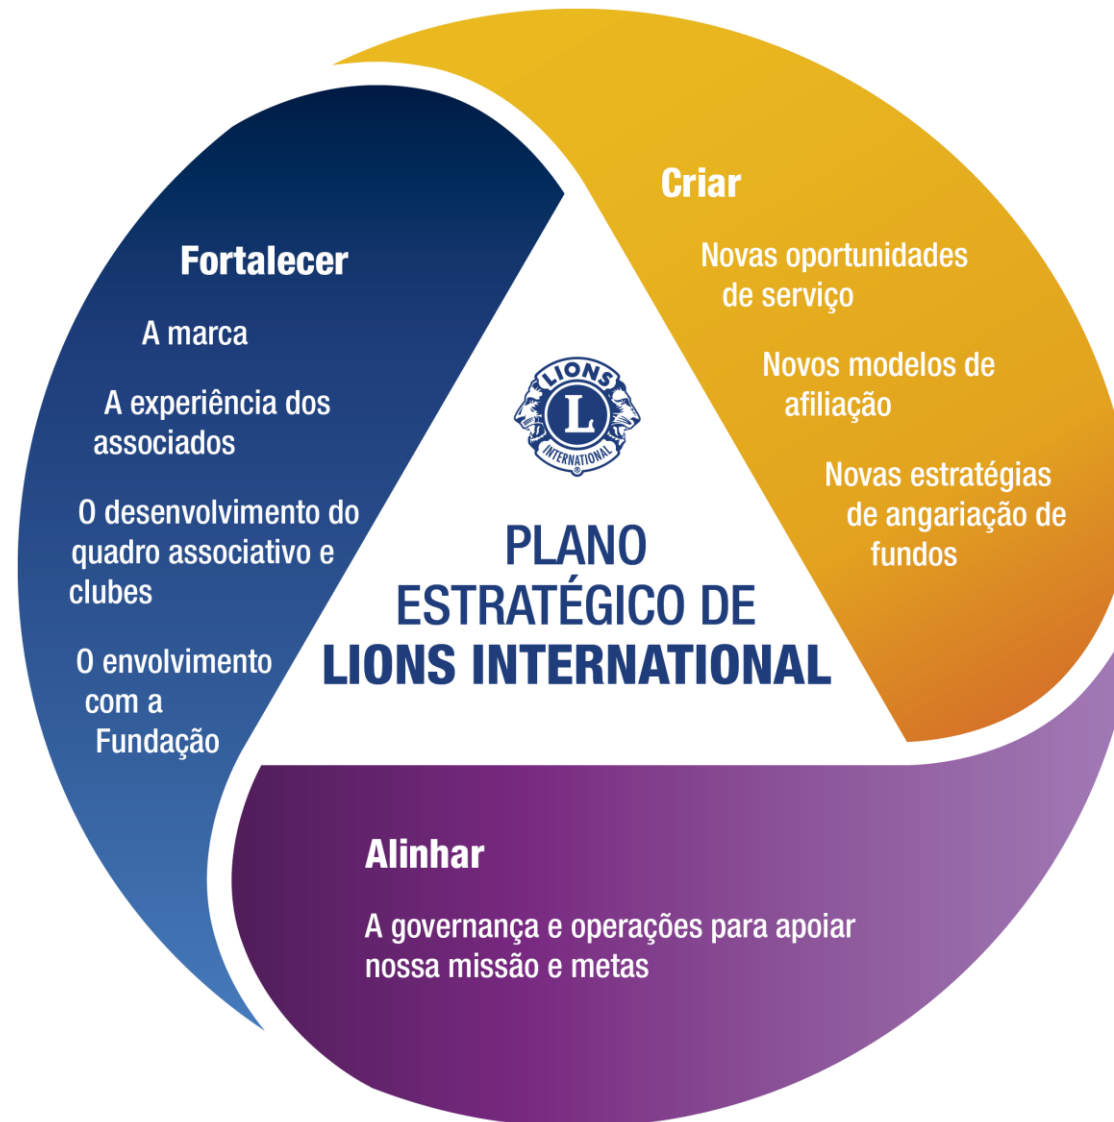 Fortalecer
A marca
A experiência dos
associados
O desenvolvimento do
quadro associativo e
clubes
O envolvimento
com a
Fundação
Criar
Novas oportunidades
de serviço
Novos modelos de
afiliação
Novas estratégias
de angariação de
fundos
LIONS
L
INTERNATIONAL
®
PLANO
ESTRATÉGICO DE
LIONS INTERNATIONAL
Alinhar
A governança e operações para apoiar
nossa missão e metas